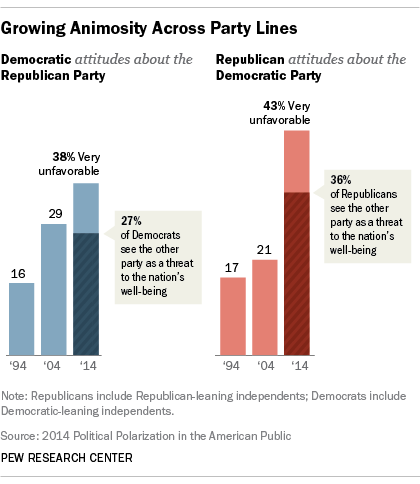 Growing Animosity Across Party Lines
Democratic attitudes about the
Republican Party
38% Very
unfavorable
16
29
27%
of Democrats
see the other
party as a threat
to the nation's
well-being
‘94
‘04
‘14
Republican attitudes about the
Democratic Party
43% Very
unfavorable
17
21
36%
of Republicans
see the other
party as a threat
to the nation's
well-being
‘94
‘04
‘14
Note: Republicans include Republican-leaning independents; Democrats include
Democratic-leaning independents.
Source: 2014 Political Polarization in the American Public
PEW RESEARCH CENTER